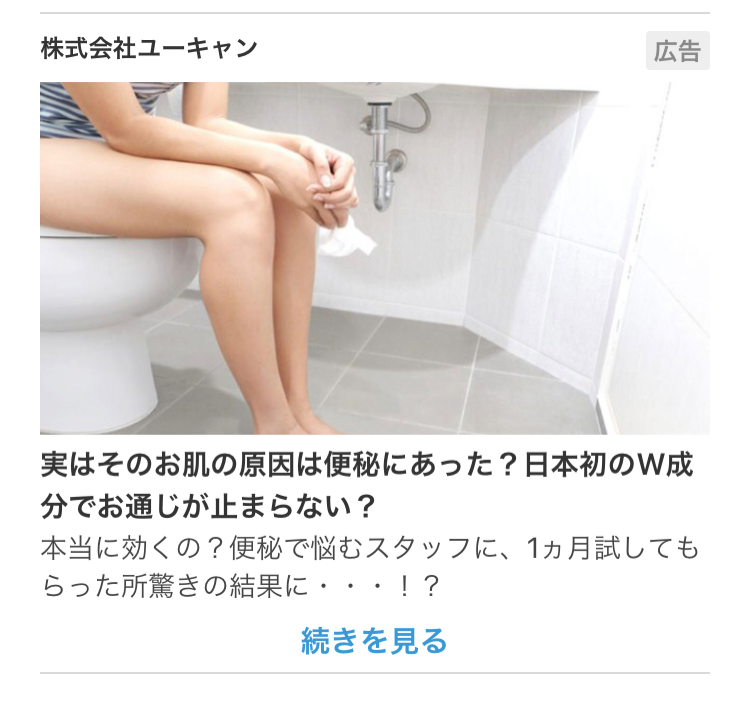 株式会社ユーキャン
広告
実はそのお肌の原因は便秘にあった？日本初のW成
分でお通じが止まらない？
本当に効くの？便秘で悩むスタッフに、1ヵ月試しても
らった所驚きの結果に・・・！？
続きを見る